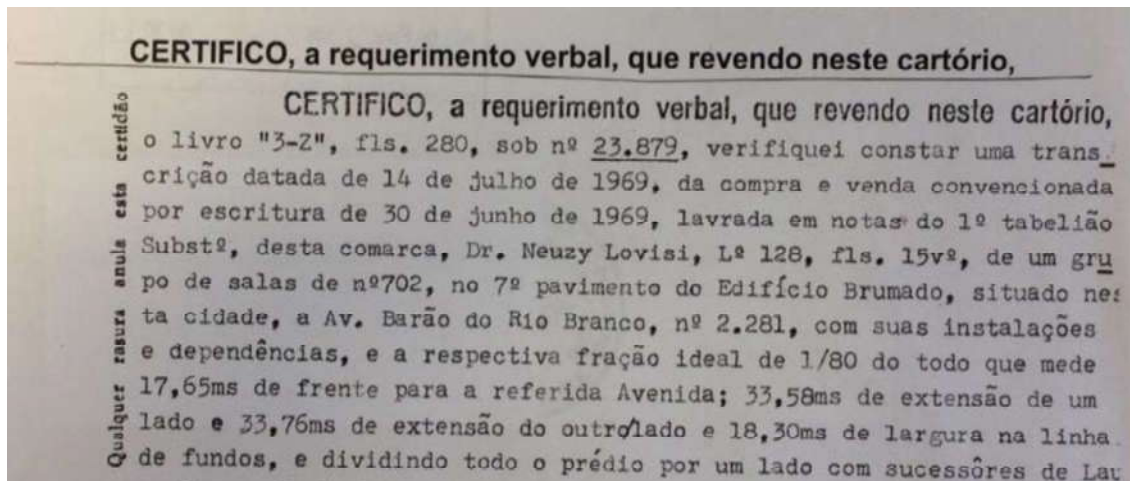 CERTIFICO, a requerimento verbal, que revendo neste cartório,
CERTIFICO, a requerimento verbal, que revendo neste cartório,
o livro "3-Z", fls. 280, sob nº 23.879, verifiquei constar uma trans
crição datada de 14 de julho de 1969, da compra e venda convencionada
por escritura de 30 de junho de 1969, lavrada em notas do 1º tabelião
Substº, desta comarca, Dr. Neuzy Lovisi, Lº 128, fls. 15vº, de um gru
po de salas de nº702, no 7º pavimento do Edifício Brumado, situado nes
ta cidade, a Av. Barão do Rio Branco, nº 2.281, com suas instalações
e dependências, e a respectiva fração ideal de 1/80 do todo que mede
17,65ms de frente para a referida Avenida; 33,58ms de extensão de um
lado e 33,76ms de extensão do outro/lado e 18,30ms de largura na linha
de fundos, e dividindo todo o prédio por um lado com sucessôres de Lau
Qualquer rasura anula esta certidão